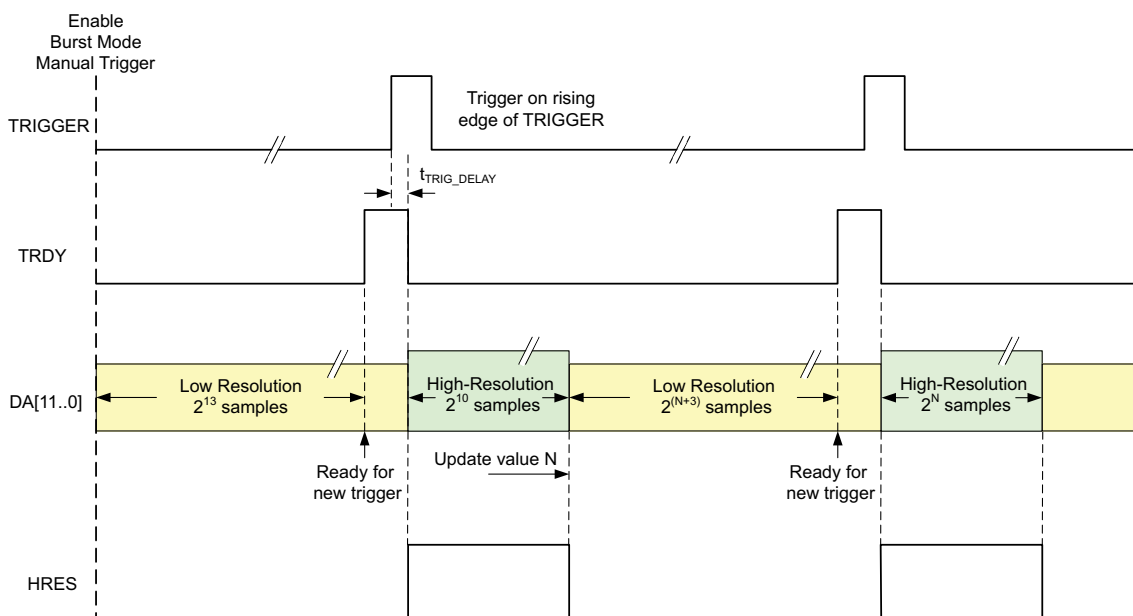 Enable
Burst Mode
Manual Trigger
TRIGGER
Trigger on rising
edge of TRIGGER
tTRIG_DELAY
TRDY
DA[11..0]
Low Resolution
2^13 samples
High-Resolution
2^10 samples
Low Resolution
2^(N+3) samples
High-Resolution
2^N samples
Ready for
new trigger
Update value N
Ready for
new trigger
HRES